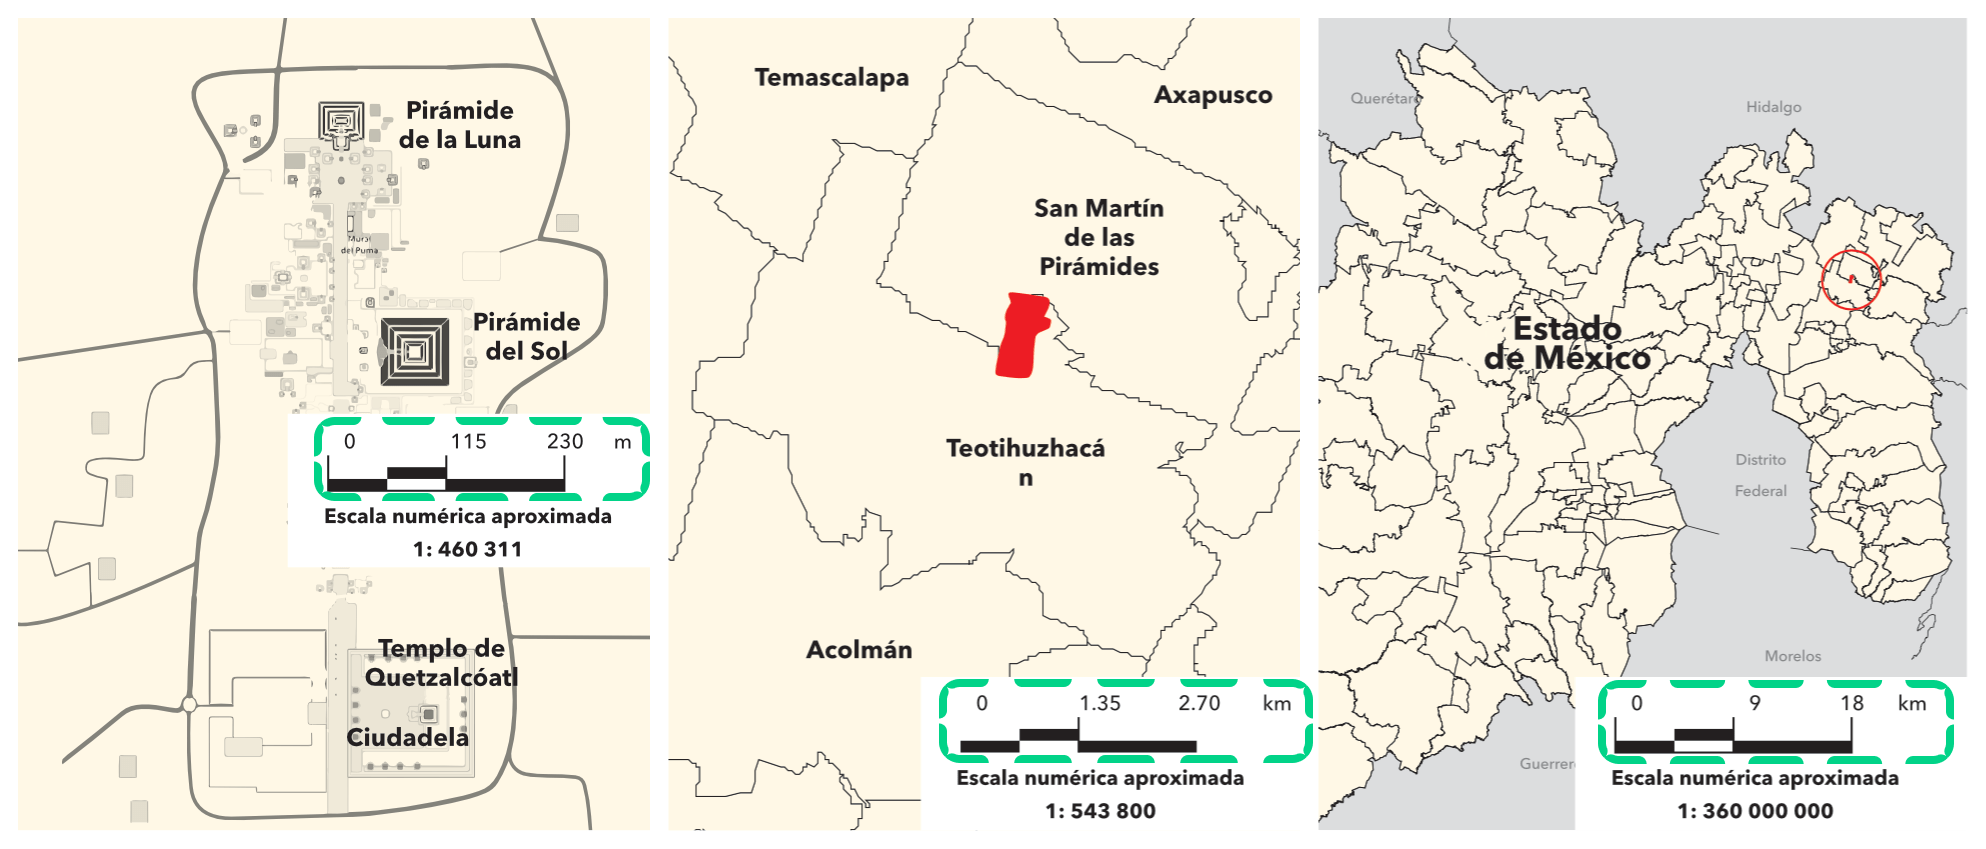 Pirámide
de la Luna
Mural
del Puma
Pirámide
del Sol
0 115 230 m
Escala numérica aproximada
1: 460 311
Templo de
Quetzalcóatl
Ciudadela
Temascalapa
Axapusco
San Martín
de las
Pirámides
Teotihuzhacá
n
Acolmán
0 1.35 2.70 km
Escala numérica aproximada
1: 543 800
Querétaro
Hidalgo
Estado
de México
Distrito
Federal
Morelos
Guerrer
0 9 18 km
Escala numérica aproximada
1: 360 000 000